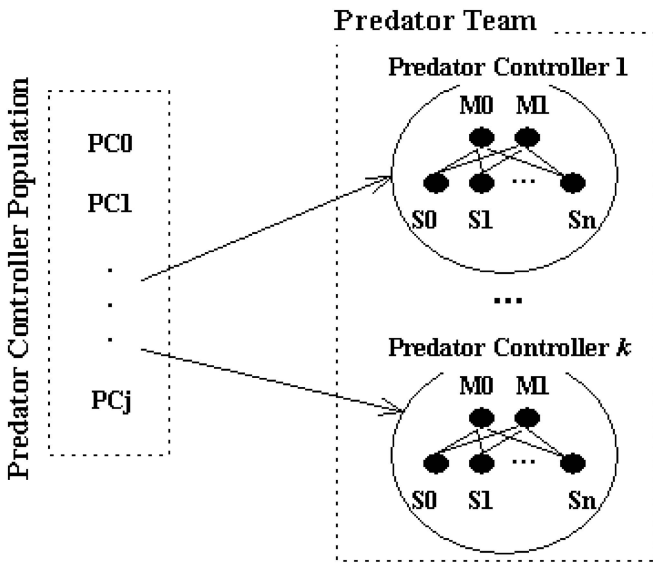 Predator Controller Population
PC0
PC1
.
.
.
PCj
Predator Team
Predator Controller 1
M0 M1
...
S0 S1 Sn
...
Predator Controller k
M0 M1
...
S0 S1 Sn